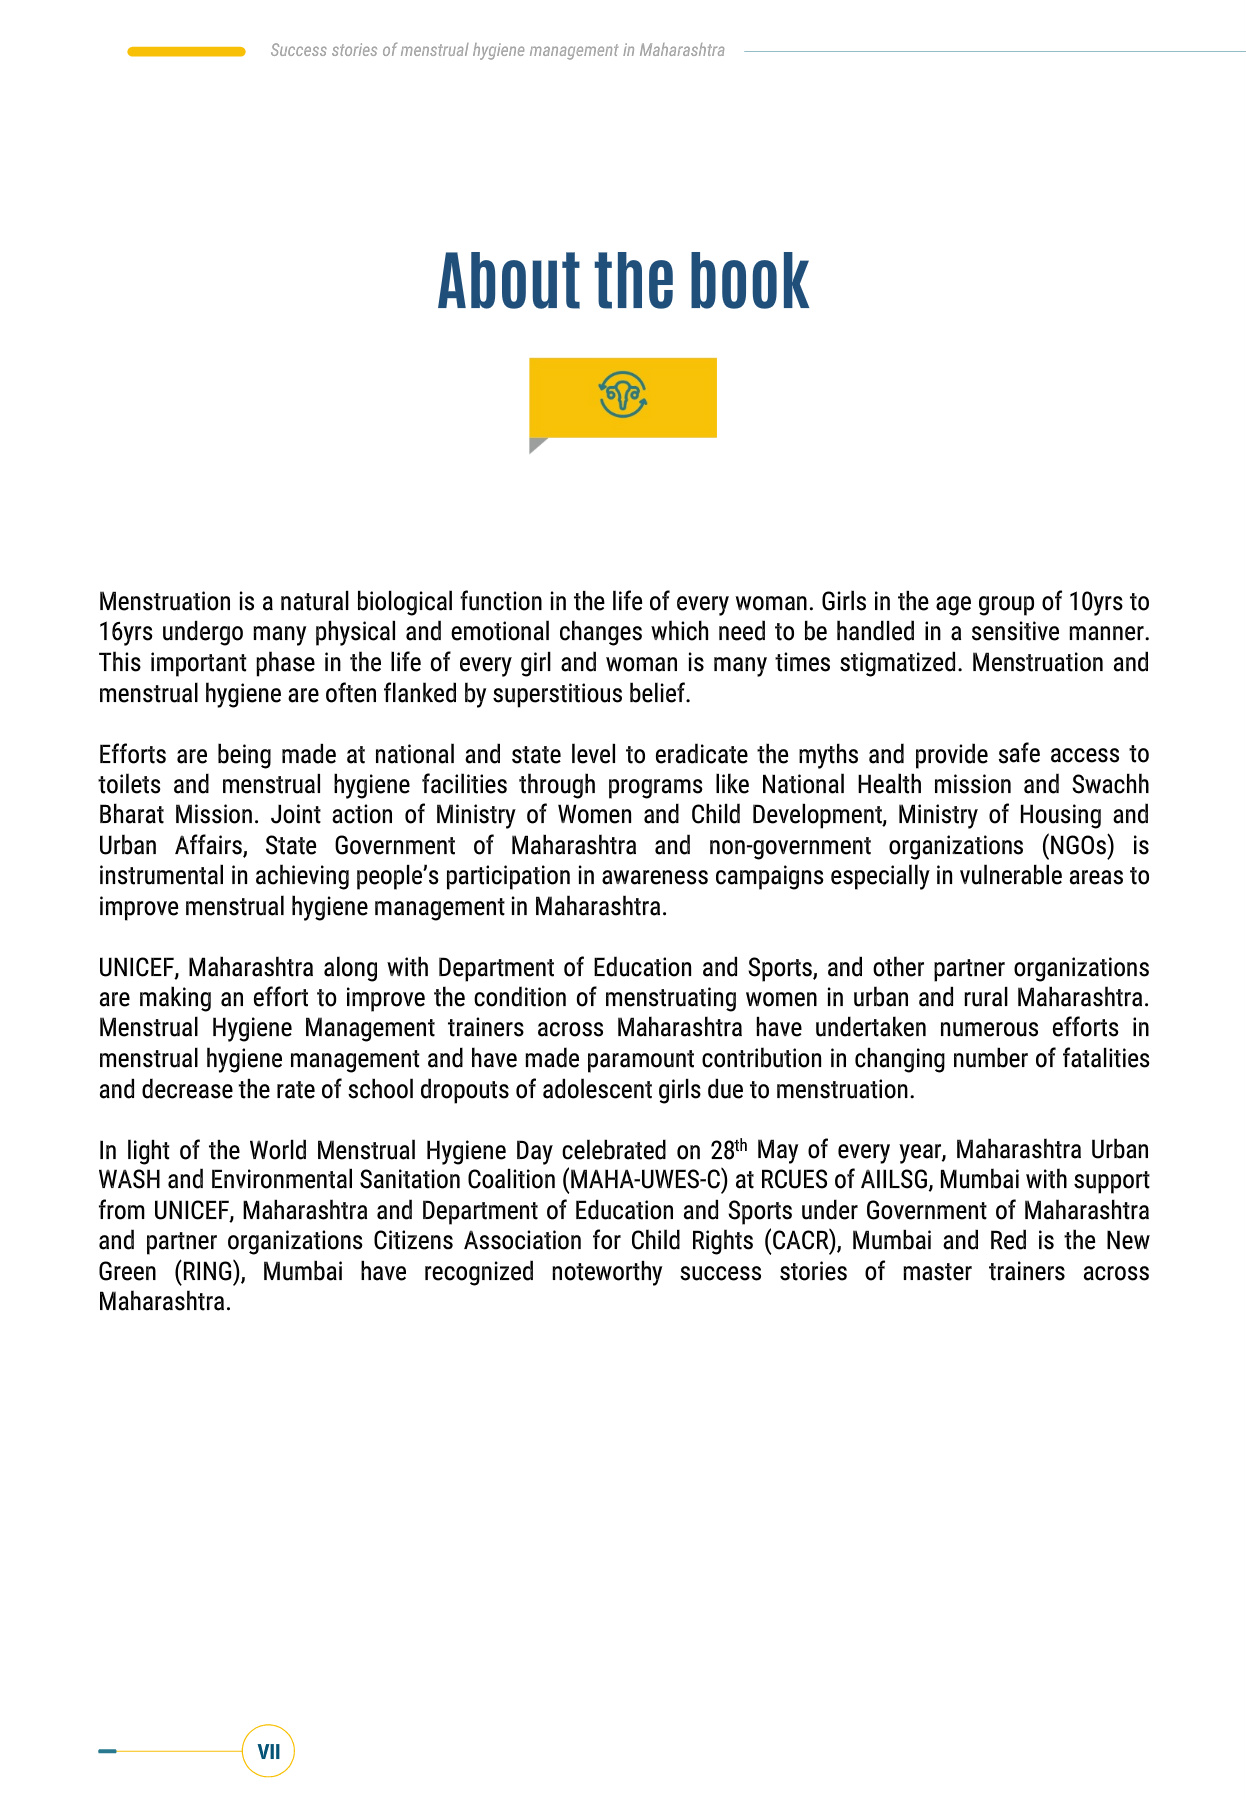 Success stories of menstrual hygiene management in Maharashtra
About the book
Menstruation is a natural biological function in the life of every woman. Girls in the age group of 10yrs to
16yrs undergo many physical and emotional changes which need to be handled in a sensitive manner.
This important phase in the life of every girl and woman is many times stigmatized. Menstruation and
menstrual hygiene are often flanked by superstitious belief.
Efforts are being made at national and state level to eradicate the myths and provide safe access to
toilets and menstrual hygiene facilities through programs like National Health mission and Swachh
Bharat Mission. Joint action of Ministry of Women and Child Development, Ministry of Housing and
Urban Affairs, State Government of Maharashtra and non-government organizations (NGOs) is
instrumental in achieving people’s participation in awareness campaigns especially in vulnerable areas to
improve menstrual hygiene management in Maharashtra.
UNICEF, Maharashtra along with Department of Education and Sports, and other partner organizations
are making an effort to improve the condition of menstruating women in urban and rural Maharashtra.
Menstrual Hygiene Management trainers across Maharashtra have undertaken numerous efforts in
menstrual hygiene management and have made paramount contribution in changing number of fatalities
and decrease the rate of school dropouts of adolescent girls due to menstruation.
In light of the World Menstrual Hygiene Day celebrated on 28th May of every year, Maharashtra Urban
WASH and Environmental Sanitation Coalition (MAHA-UWES-C) at RCUES of AIILSG, Mumbai with support
from UNICEF, Maharashtra and Department of Education and Sports under Government of Maharashtra
and partner organizations Citizens Association for Child Rights (CACR), Mumbai and Red is the New
Green (RING), Mumbai have recognized noteworthy success stories of master trainers across
Maharashtra.
VII